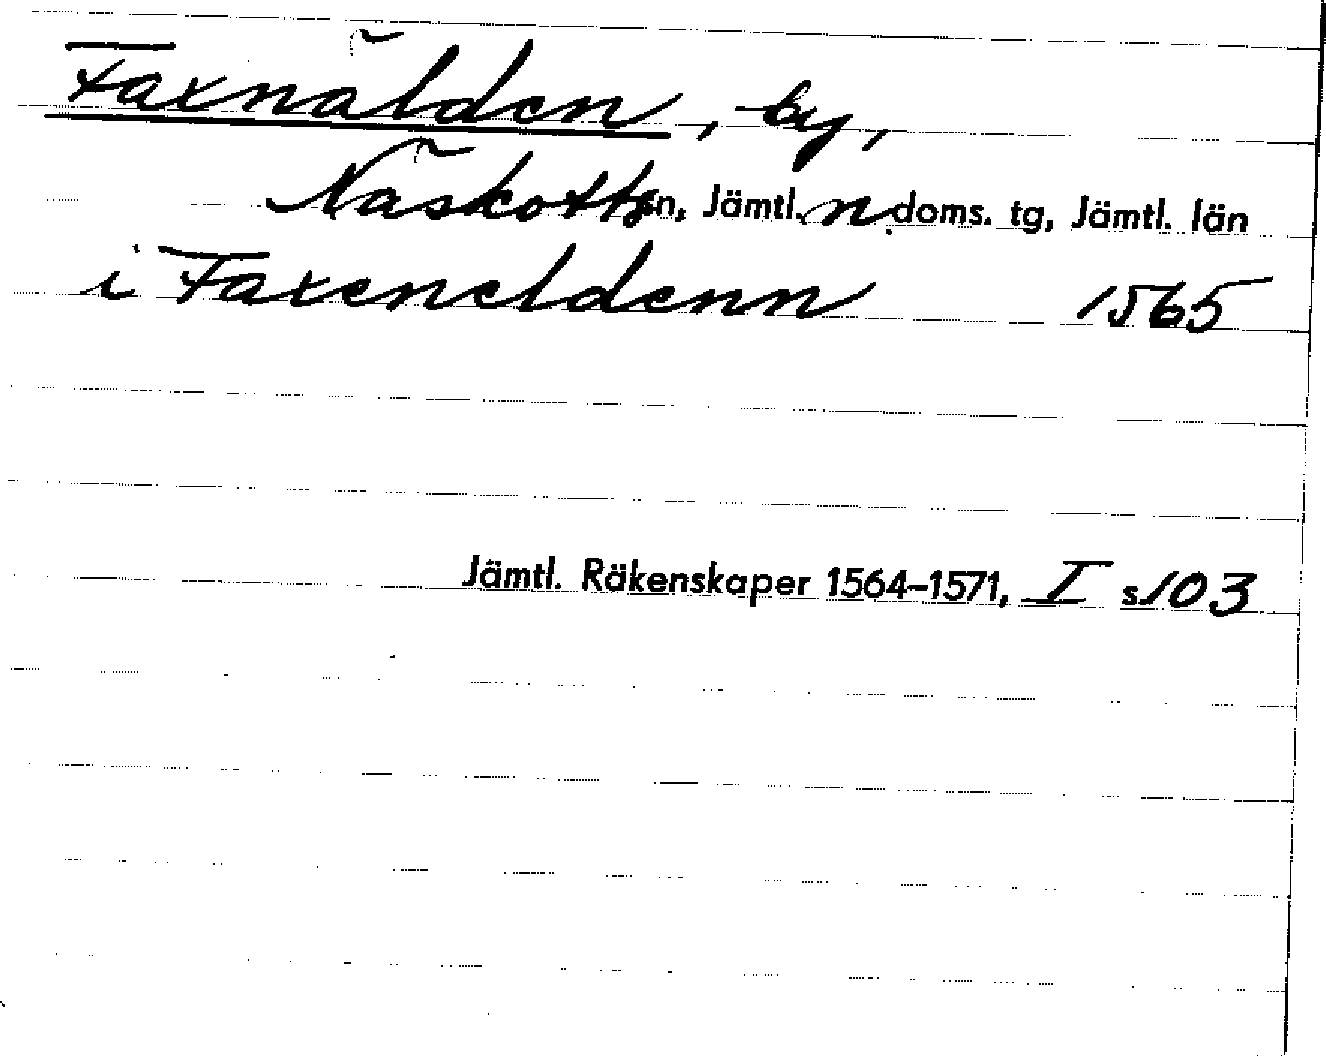 Faxnälden, by,
Näskotts sn, Jämtl. n. doms. tg, Jämtl. län
i Faxeneldenn 1565
Jämtl. Räkenskaper 1564–1571, I s. 103